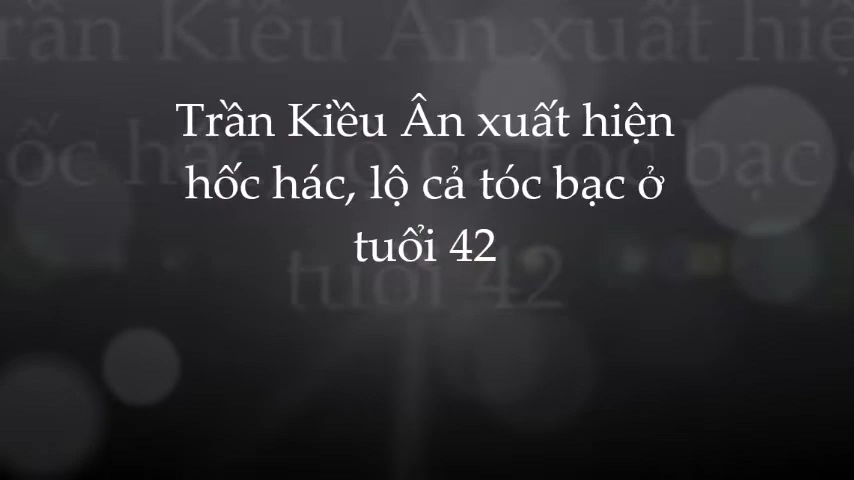 Trần Kiều Ân xuất hiện
hốc hác, lộ cả tóc bạc ở
tuổi 42